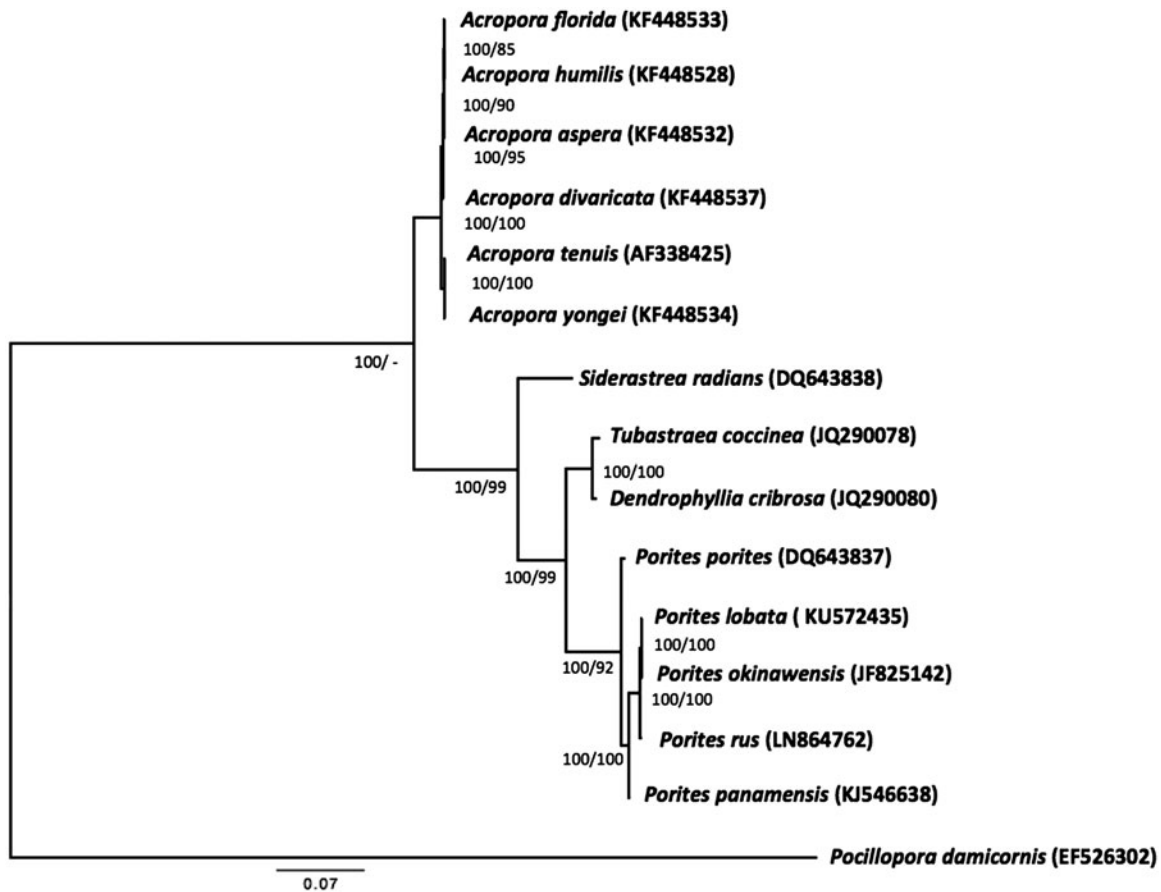 Acropora florida (KF448533)
100/85
Acropora humilis (KF448528)
100/90
Acropora aspera (KF448532)
100/95
Acropora divaricata (KF448537)
100/100
Acropora tenuis (AF338425)
100/100
Acropora yongei (KF448534)
100/ -
Siderastrea radians (DQ643838)
Tubastraea coccinea (JQ290078)
100/100
100/99
Dendrophyllia cribrosa (JQ290080)
Porites porites (DQ643837)
100/99
Porites lobata ( KU572435)
100/100
100/92
Porites okinawensis (JF825142)
100/100
Porites rus (LN864762)
100/100
Porites panamensis (KJ546638)
Pocillopora damicornis (EF526302)
0.07